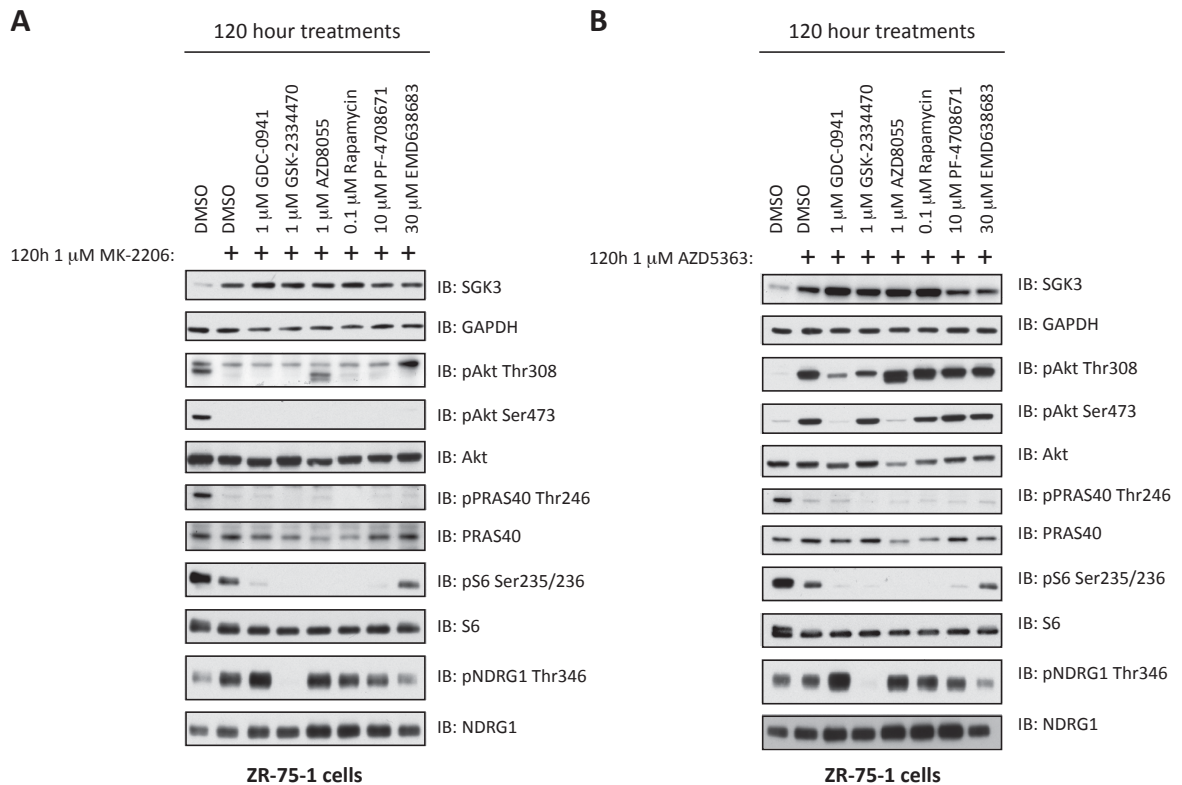 A
120 hour treatments
DMSO
DMSO
1 μM GDC-0941
1 μM GSK-2334470
1 μM AZD8055
0.1 μM Rapamycin
10 μM PF-4708671
30 μM EMD638683
120h 1 μM MK-2206: + + + + + + +
IB: SGK3
IB: GAPDH
IB: pAkt Thr308
IB: pAkt Ser473
IB: Akt
IB: pPRAS40 Thr246
IB: PRAS40
IB: pS6 Ser235/236
IB: S6
IB: pNDRG1 Thr346
IB: NDRG1
ZR-75-1 cells
B
120 hour treatments
DMSO
DMSO
1 μM GDC-0941
1 μM GSK-2334470
1 μM AZD8055
0.1 μM Rapamycin
10 μM PF-4708671
30 μM EMD638683
120h 1 μM AZD5363: + + + + + + +
IB: SGK3
IB: GAPDH
IB: pAkt Thr308
IB: pAkt Ser473
IB: Akt
IB: pPRAS40 Thr246
IB: PRAS40
IB: pS6 Ser235/236
IB: S6
IB: pNDRG1 Thr346
IB: NDRG1
ZR-75-1 cells